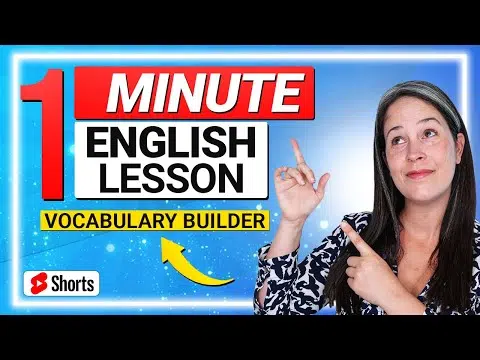 1 MINUTE
ENGLISH
LESSON
VOCABULARY BUILDER
Shorts